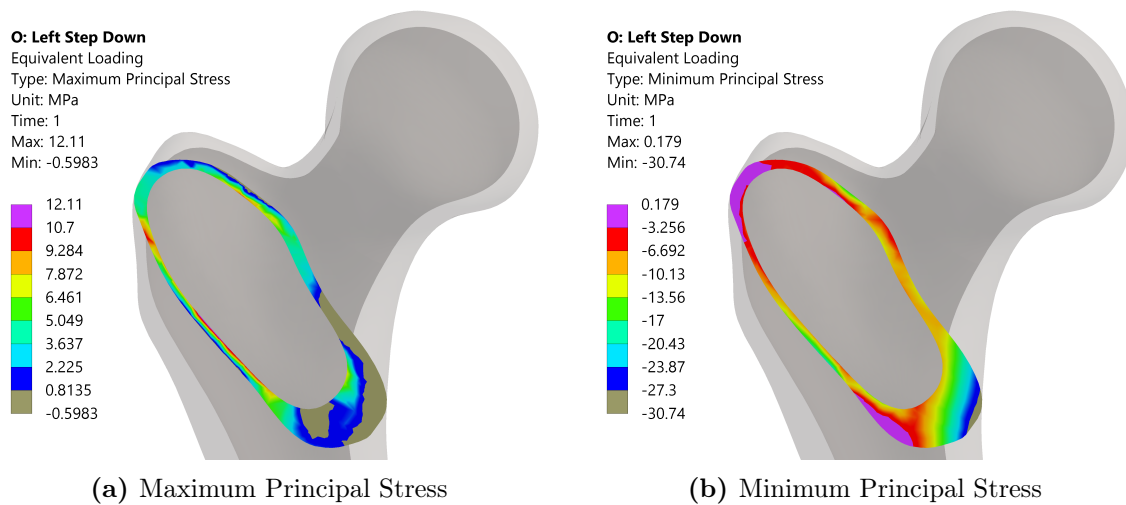 O: Left Step Down
Equivalent Loading
Type: Maximum Principal Stress
Unit: MPa
Time: 1
Max: 12.11
Min: -0.5983
12.11
10.7
9.284
7.872
6.461
5.049
3.637
2.225
0.8135
-0.5983
(a) Maximum Principal Stress
O: Left Step Down
Equivalent Loading
Type: Minimum Principal Stress
Unit: MPa
Time: 1
Max: 0.179
Min: -30.74
0.179
-3.256
-6.692
-10.13
-13.56
-17
-20.43
-23.87
-27.3
-30.74
(b) Minimum Principal Stress